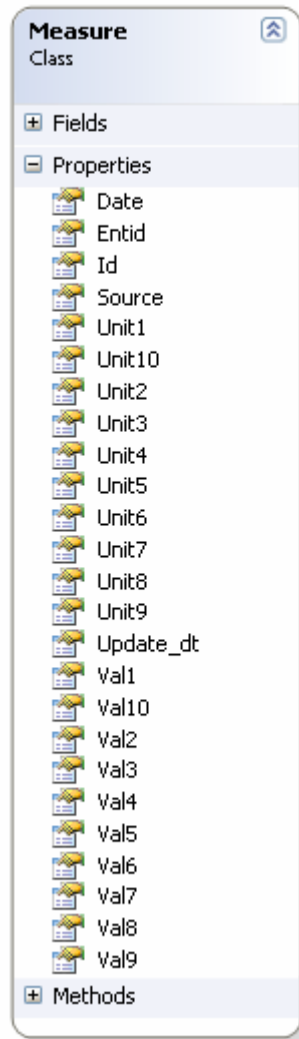 Measure
Class
Fields
Properties
Date
Entid
Id
Source
Unit1
Unit10
Unit2
Unit3
Unit4
Unit5
Unit6
Unit7
Unit8
Unit9
Update_dt
Val1
Val10
Val2
Val3
Val4
Val5
Val6
Val7
Val8
Val9
Methods